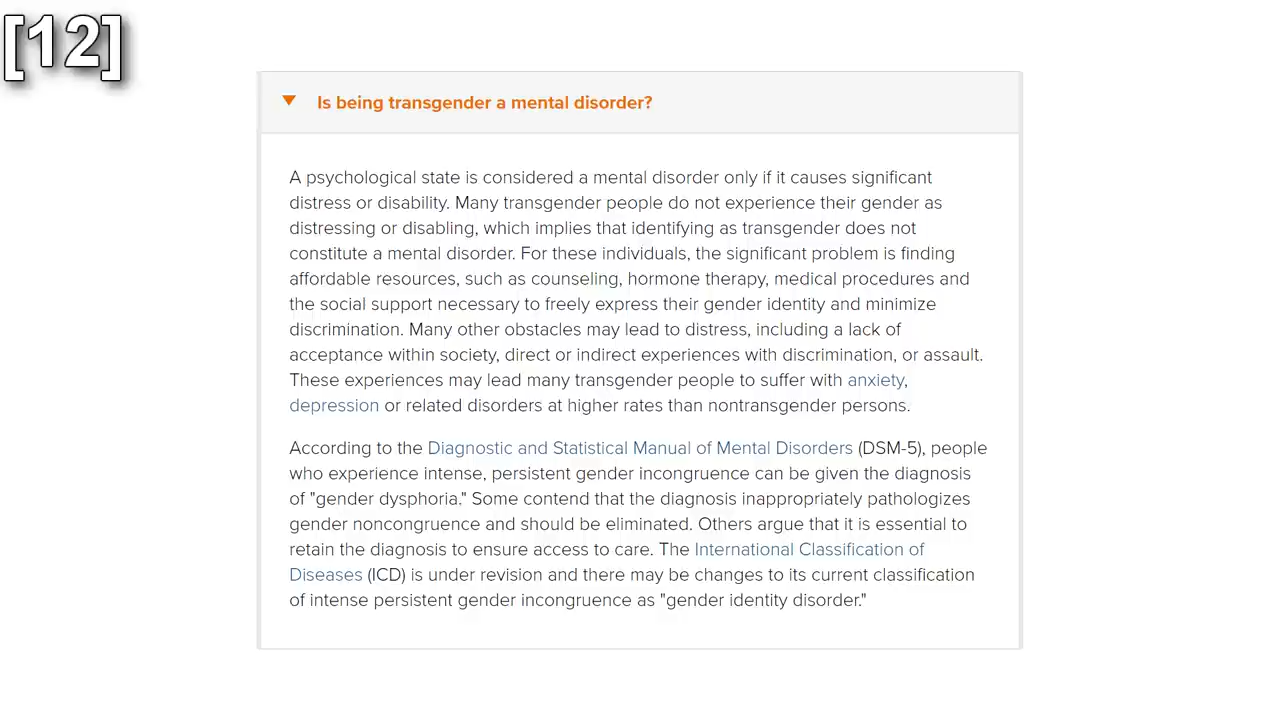 [12]
Is being transgender a mental disorder?
A psychological state is considered a mental disorder only if it causes significant
distress or disability. Many transgender people do not experience their gender as
distressing or disabling, which implies that identifying as transgender does not
constitute a mental disorder. For these individuals, the significant problem is finding
affordable resources, such as counseling, hormone therapy, medical procedures and
the social support necessary to freely express their gender identity and minimize
discrimination. Many other obstacles may lead to distress, including a lack of
acceptance within society, direct or indirect experiences with discrimination, or assault.
These experiences may lead many transgender people to suffer with anxiety,
depression or related disorders at higher rates than nontransgender persons.
According to the Diagnostic and Statistical Manual of Mental Disorders (DSM-5), people
who experience intense, persistent gender incongruence can be given the diagnosis
of "gender dysphoria." Some contend that the diagnosis inappropriately pathologizes
gender noncongruence and should be eliminated. Others argue that it is essential to
retain the diagnosis to ensure access to care. The International Classification of
Diseases (ICD) is under revision and there may be changes to its current classification
of intense persistent gender incongruence as "gender identity disorder."